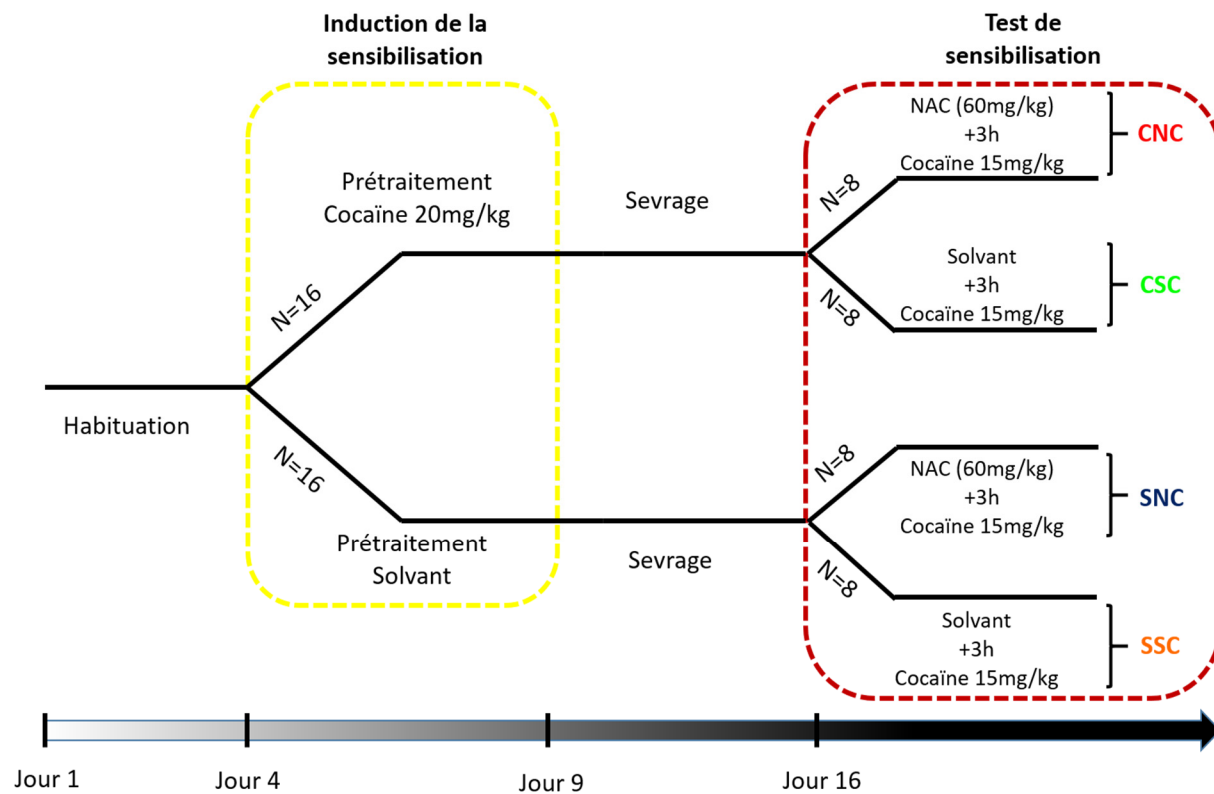 Induction de la
sensibilisation
Test de
sensibilisation
NAC (60mg/kg)
+3h
Cocaïne 15mg/kg
CNC
Prétraitement
Cocaïne 20mg/kg
Sevrage
N=8
N=16
Solvant
+3h
Cocaïne 15mg/kg
CSC
N=8
Habituation
N=16
N=8
NAC (60mg/kg)
+3h
Cocaïne 15mg/kg
SNC
Prétraitement
Solvant
Sevrage
N=8
Solvant
+3h
Cocaïne 15mg/kg
SSC
Jour 1
Jour 4
Jour 9
Jour 16